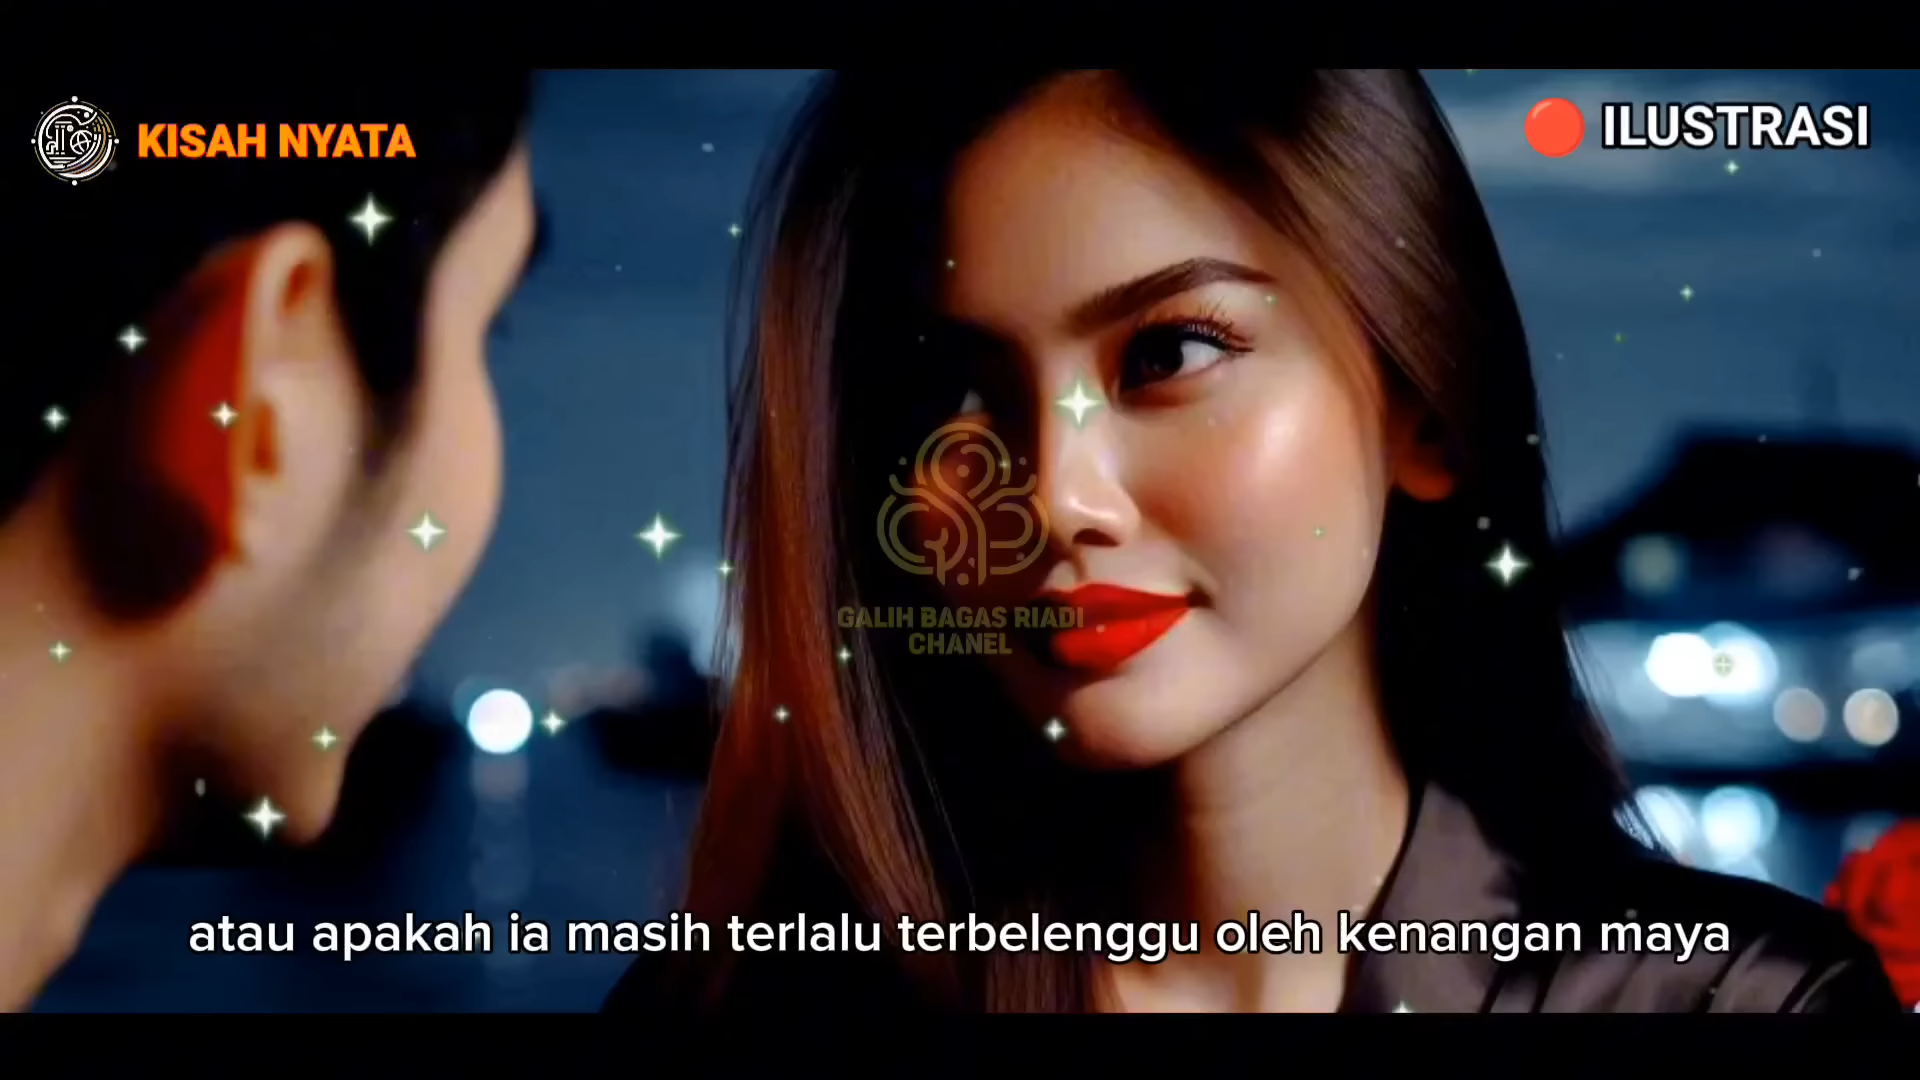 KISAH NYATA
ILUSTRASI
GALIH BAGAS RIADI
CHANEL
atau apakah ia masih terlalu terbelenggu oleh kenangan maya